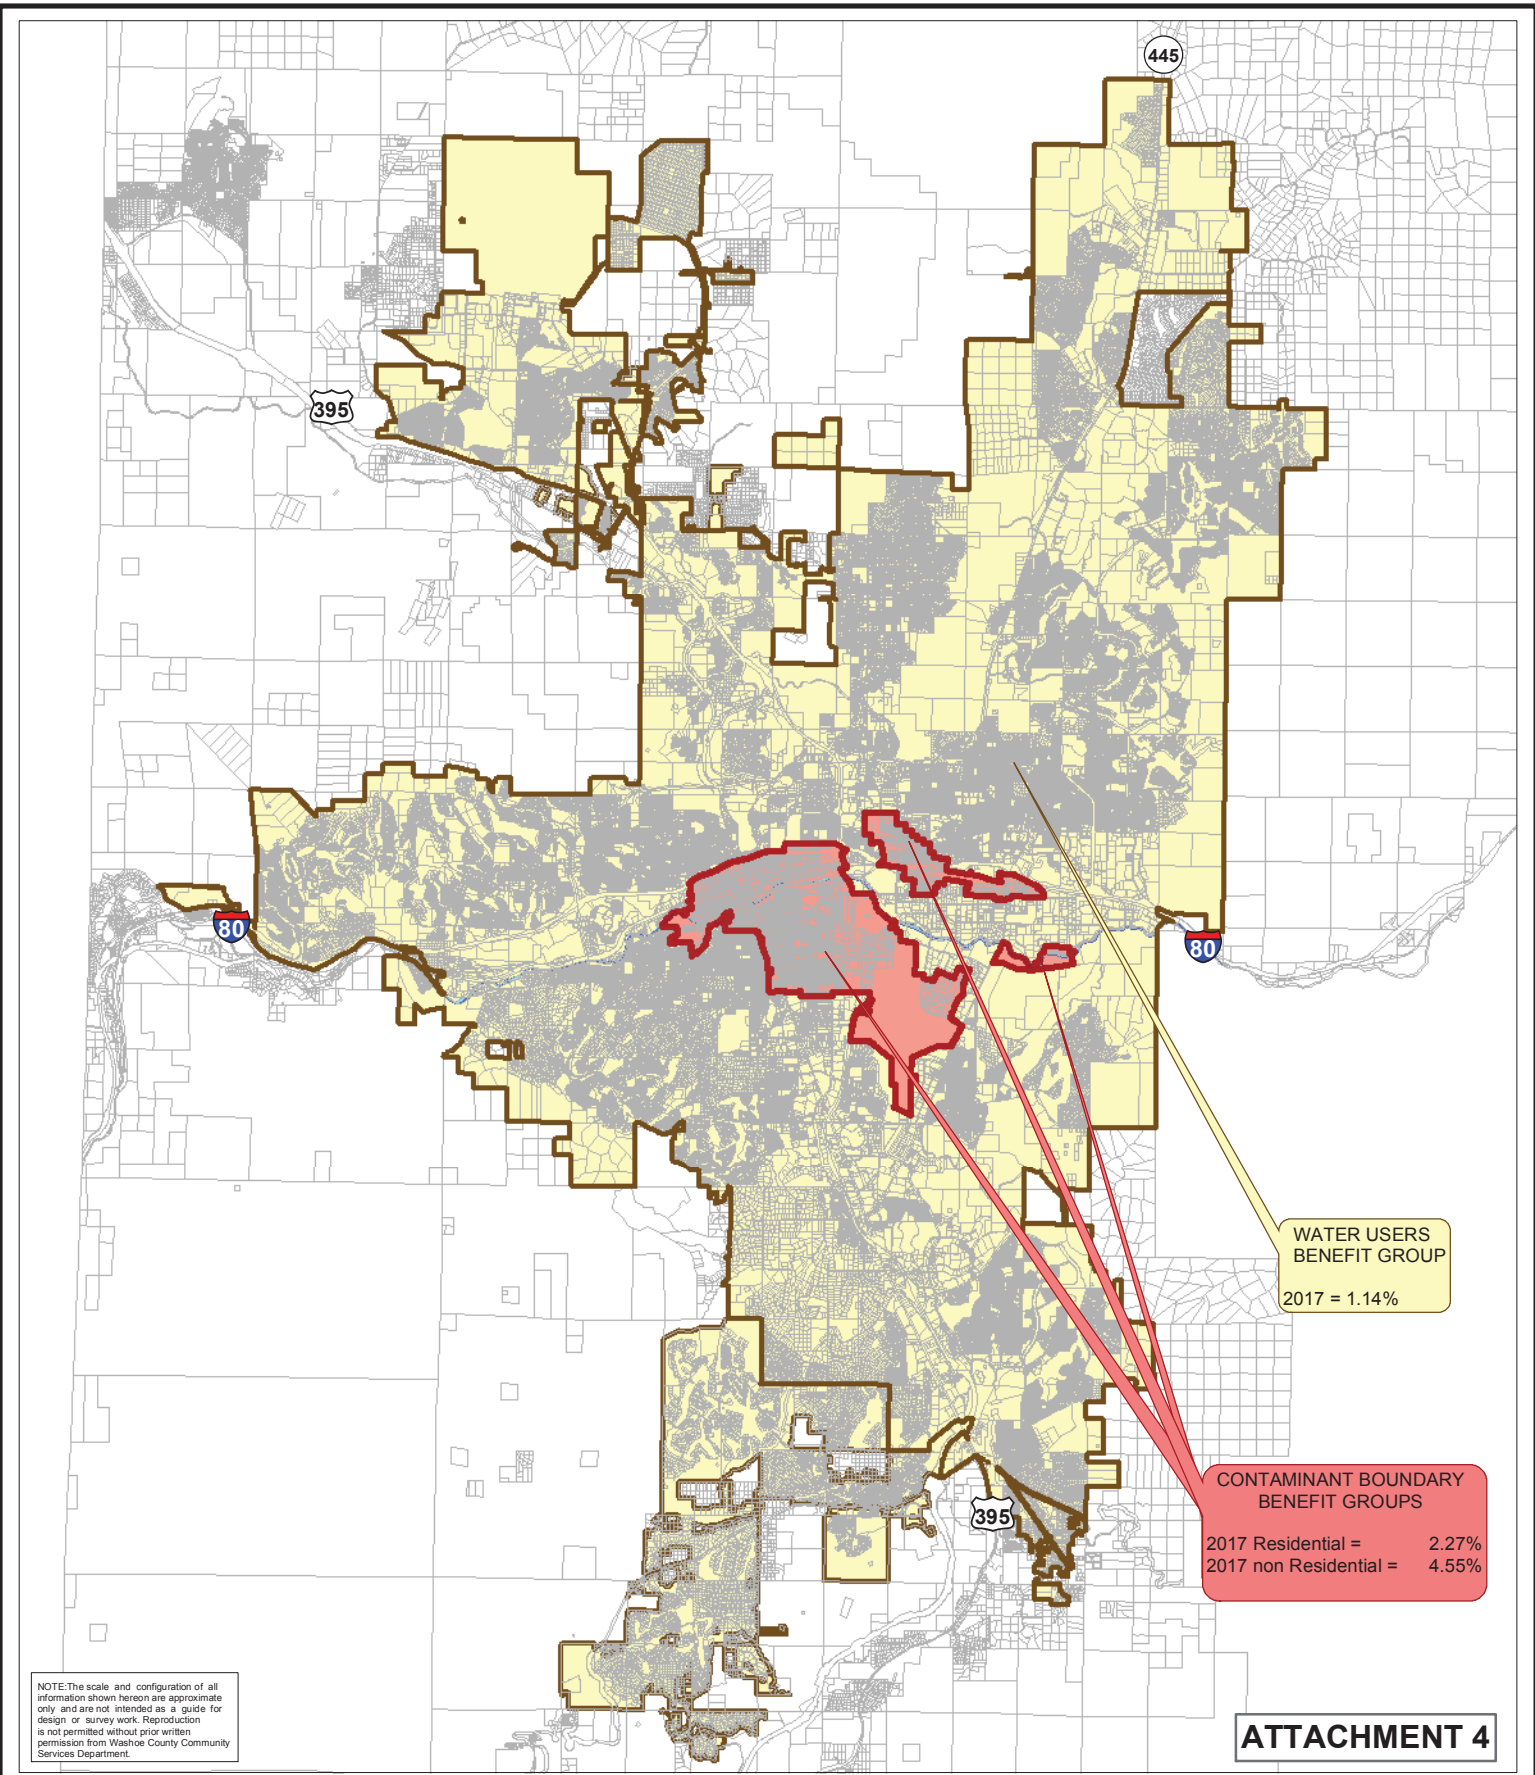 445
395
80
80
WATER USERS
BENEFIT GROUP
2017 = 1.14%
CONTAMINANT BOUNDARY
BENEFIT GROUPS
2017 Residential = 2.27%
2017 non Residential = 4.55%
395
NOTE:The scale and configuration of all
information shown hereon are approximate
only and are not intended as a guide for
design or survey work. Reproduction
is not permitted without prior written
permission from Washoe County Community
Services Department.
ATTACHMENT 4